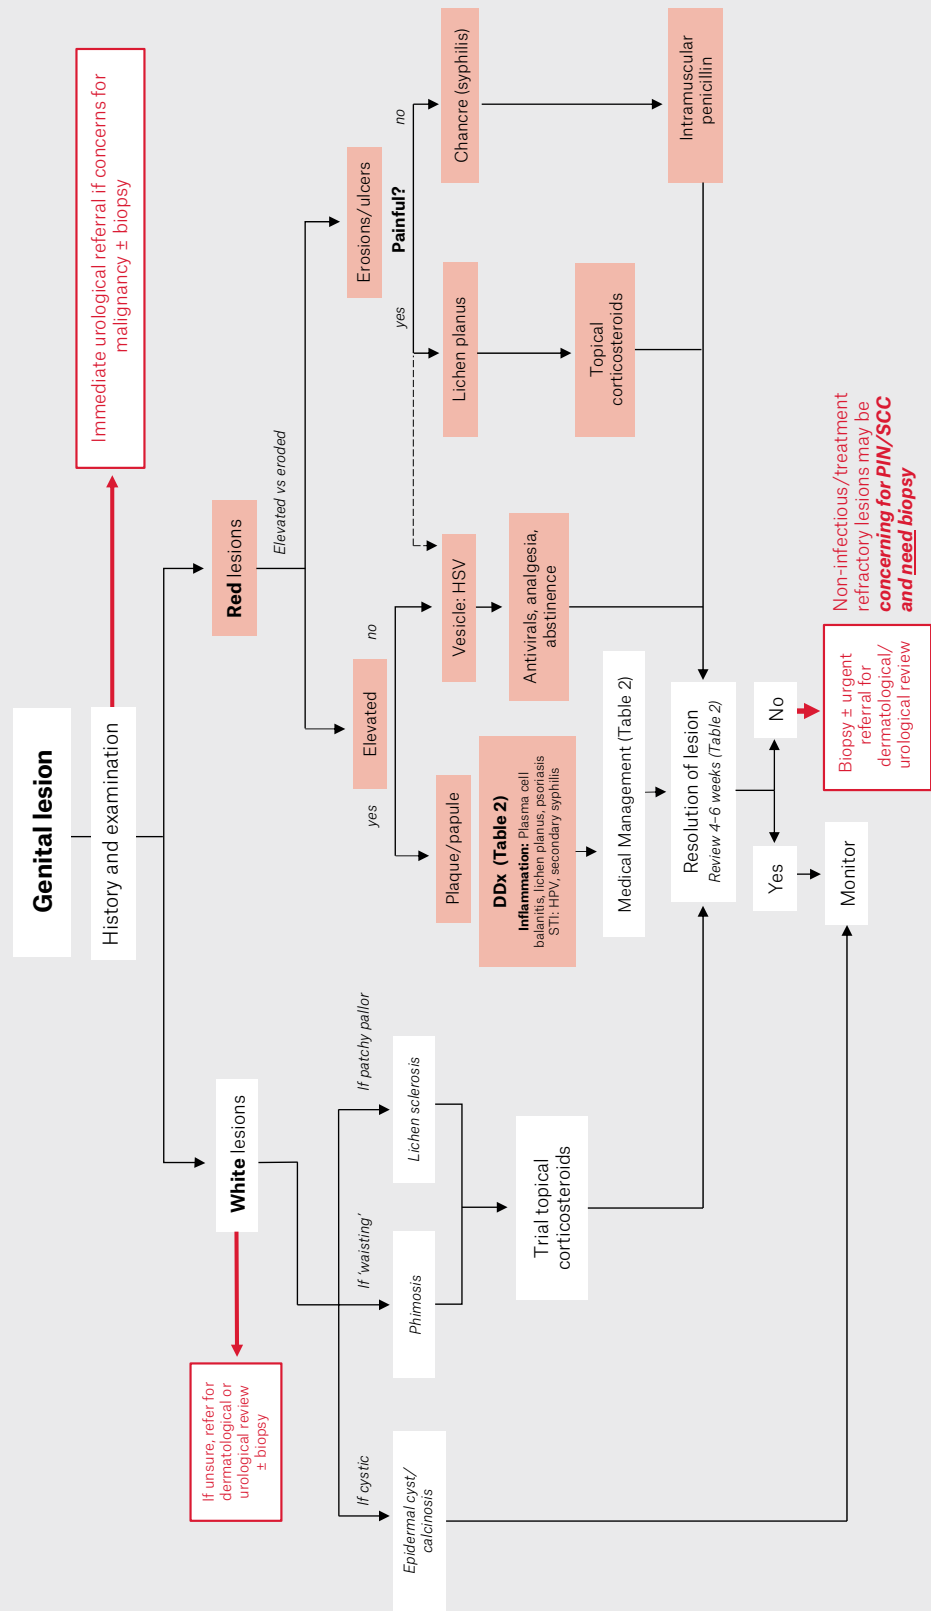 Genital lesion
History and examination
Immediate urological referral if concerns for
malignancy ± biopsy
White lesions
If unsure, refer for
dermatological or
urological review
± biopsy
If cystic
If ‘waisting’
If patchy pallor
Epidermal cyst/
calcinosis
Phimosis
Lichen sclerosis
Trial topical
corticosteroids
Red lesions
Elevated vs eroded
Elevated
yes
no
Plaque/papule
Vesicle: HSV
DDx (Table 2)
Inflammation: Plasma cell
balanitis, lichen planus, psoriasis
STI: HPV, secondary syphilis
Antivirals, analgesia,
abstinence
Medical Management (Table 2)
Erosions/ulcers
Painful?
yes
no
Lichen planus
Chancre (syphilis)
Topical
corticosteroids
Intramuscular
penicillin
Resolution of lesion
Review 4–6 weeks (Table 2)
Yes
No
Monitor
Biopsy ± urgent
referral for
dermatological/
urological review
Non-infectious/treatment
refractory lesions may be
concerning for PIN/SCC
and need biopsy